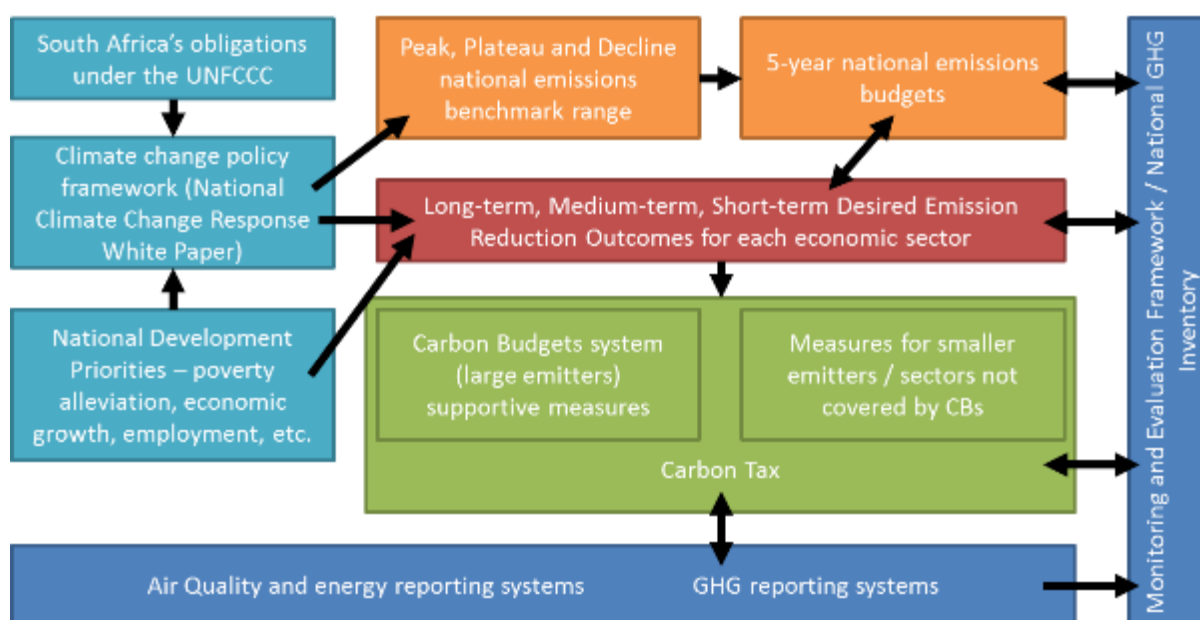 South Africa's obligations
under the UNFCCC
Peak, Plateau and Decline
national emissions
benchmark range
5-year national emissions
budgets
Climate change policy
framework (National
Climate Change Response
White Paper)
Long-term, Medium-term, Short-term Desired Emission
Reduction Outcomes for each economic sector
National Development
Priorities – poverty
alleviation, economic
growth, employment, etc.
Carbon Budgets system
(large emitters)
supportive measures
Measures for smaller
emitters / sectors not
covered by CBs
Carbon Tax
Air Quality and energy reporting systems
GHG reporting systems
Monitoring and Evaluation Framework / National GHG
Inventory